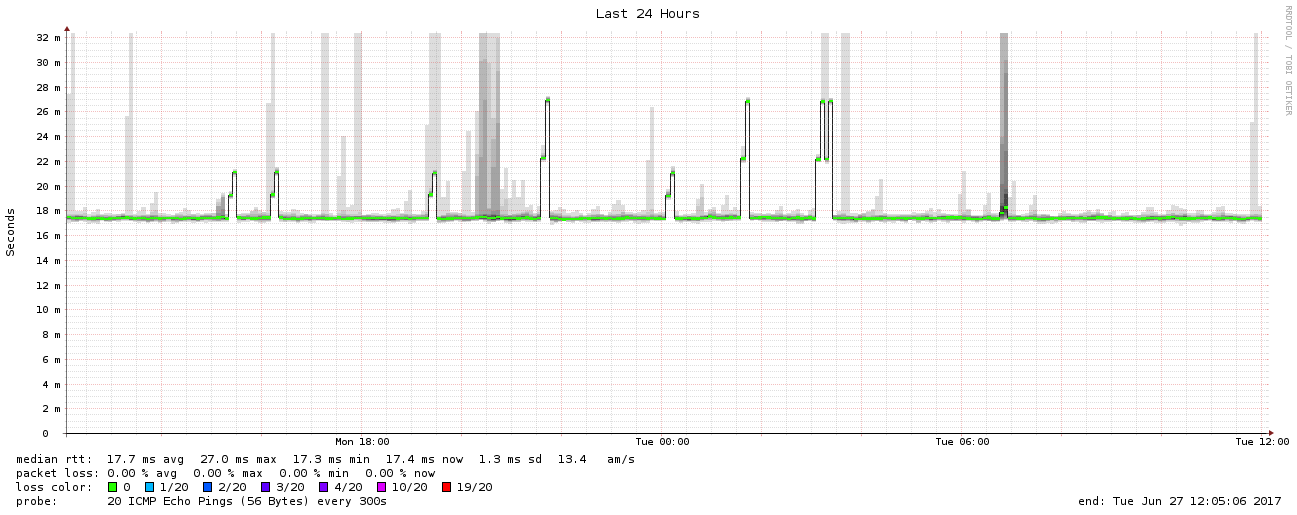 Last 24 Hours
RRDTOOL / TOBI OETIKER
Seconds
32 m
30 m
28 m
26 m
24 m
22 m
20 m
18 m
16 m
14 m
12 m
10 m
8 m
6 m
4 m
2 m
0
Mon 18:00 Tue 00:00 Tue 06:00 Tue 12:00
median rtt: 17.7 ms avg 27.0 ms max 17.3 ms min 17.4 ms now 1.3 ms sd 13.4 am/s
packet loss: 0.00 % avg 0.00 % max 0.00 % min 0.00 % now
loss color: 0 1/20 2/20 3/20 4/20 10/20 19/20
probe: 20 ICMP Echo Pings (56 Bytes) every 300s end: Tue Jun 27 12:05:06 2017